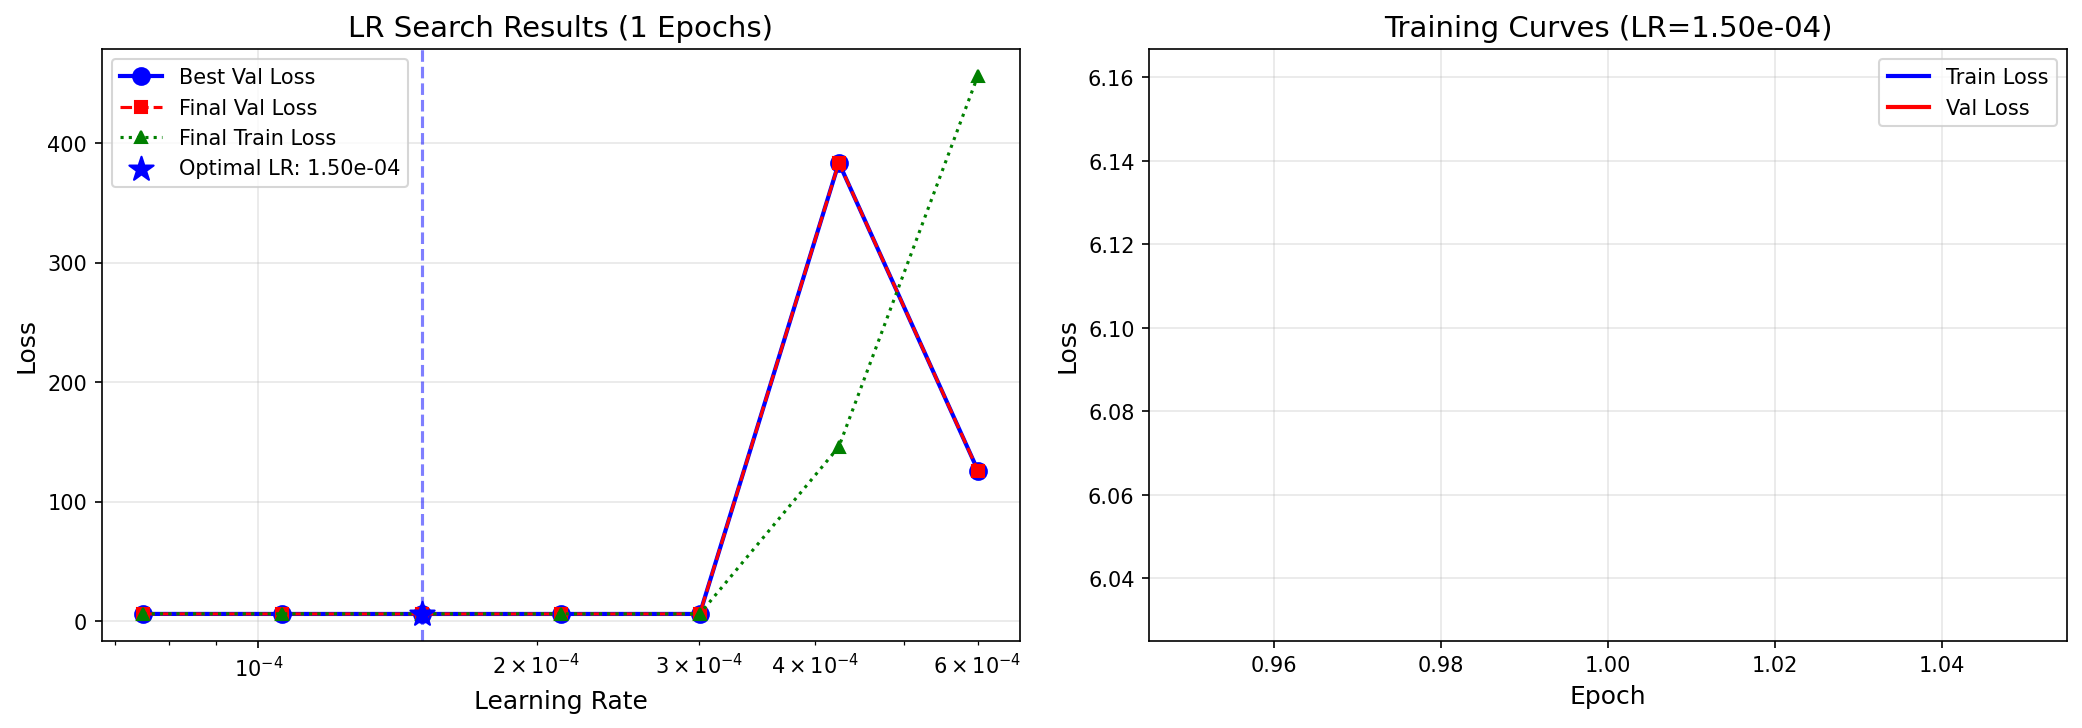 LR Search Results (1 Epochs)
Best Val Loss
Final Val Loss
Final Train Loss
Optimal LR: 1.50e-04
Loss
400
300
200
100
0
10⁻⁴
2 × 10⁻⁴
3 × 10⁻⁴
4 × 10⁻⁴
6 × 10⁻⁴
Learning Rate
Training Curves (LR=1.50e-04)
Train Loss
Val Loss
Loss
6.16
6.14
6.12
6.10
6.08
6.06
6.04
0.96
0.98
1.00
1.02
1.04
Epoch